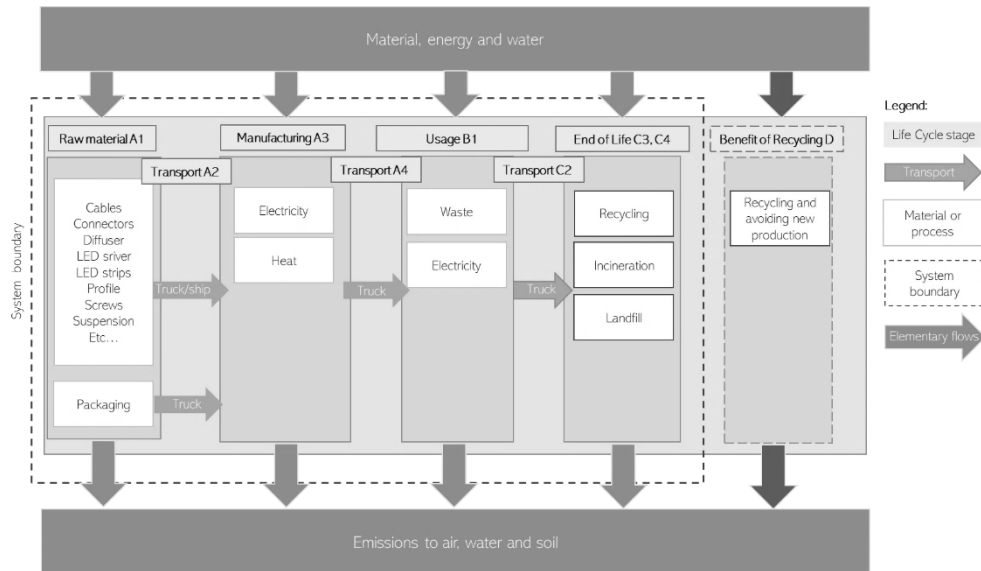 Material, energy and water
System boundary
Raw material A1
Manufacturing A3
Usage B1
End of Life C3, C4
Benefit of Recycling D
Transport A2
Transport A4
Transport C2
Cables
Connectors
Diffuser
LED sriver
LED strips
Profile
Screws
Suspension
Etc...
Packaging
Truck/ship
Truck
Electricity
Heat
Truck
Waste
Electricity
Truck
Recycling
Incineration
Landfill
Recycling and
avoiding new
production
Emissions to air, water and soil
Legend:
Life Cycle stage
Transport
Material or
process
System
boundary
Elementary flows